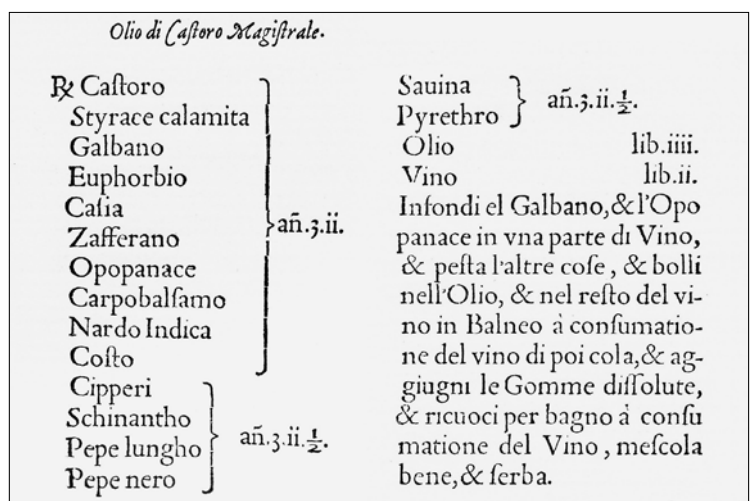 Olio di Caſtoro Magiſtrale.
℞ Caſtoro
Styrace calamita
Galbano
Euphorbio
Caſia
Zafferano
Opopanace
Carpobalſamo
Nardo Indica
Coſto
an̄.ʒ.ii.
Cipperi
Schinantho
Pepe lungho
Pepe nero
an̄.ʒ.ii.½.
Sauina
Pyrethro
an̄.ʒ.ii.½.
Olio lib.iiii.
Vino lib.ii.
Infondi el Galbano, & l'Opo
panace in vna parte di Vino,
& peſta l'altre coſe, & bolli
nell'Olio, & nel reſto del vi-
no in Balneo à conſumatio-
ne del vino di poi cola, & ag-
giugni le Gomme diſſolute,
& ricuoci per bagno à conſu
matione del Vino, meſcola
bene, & ſerba.